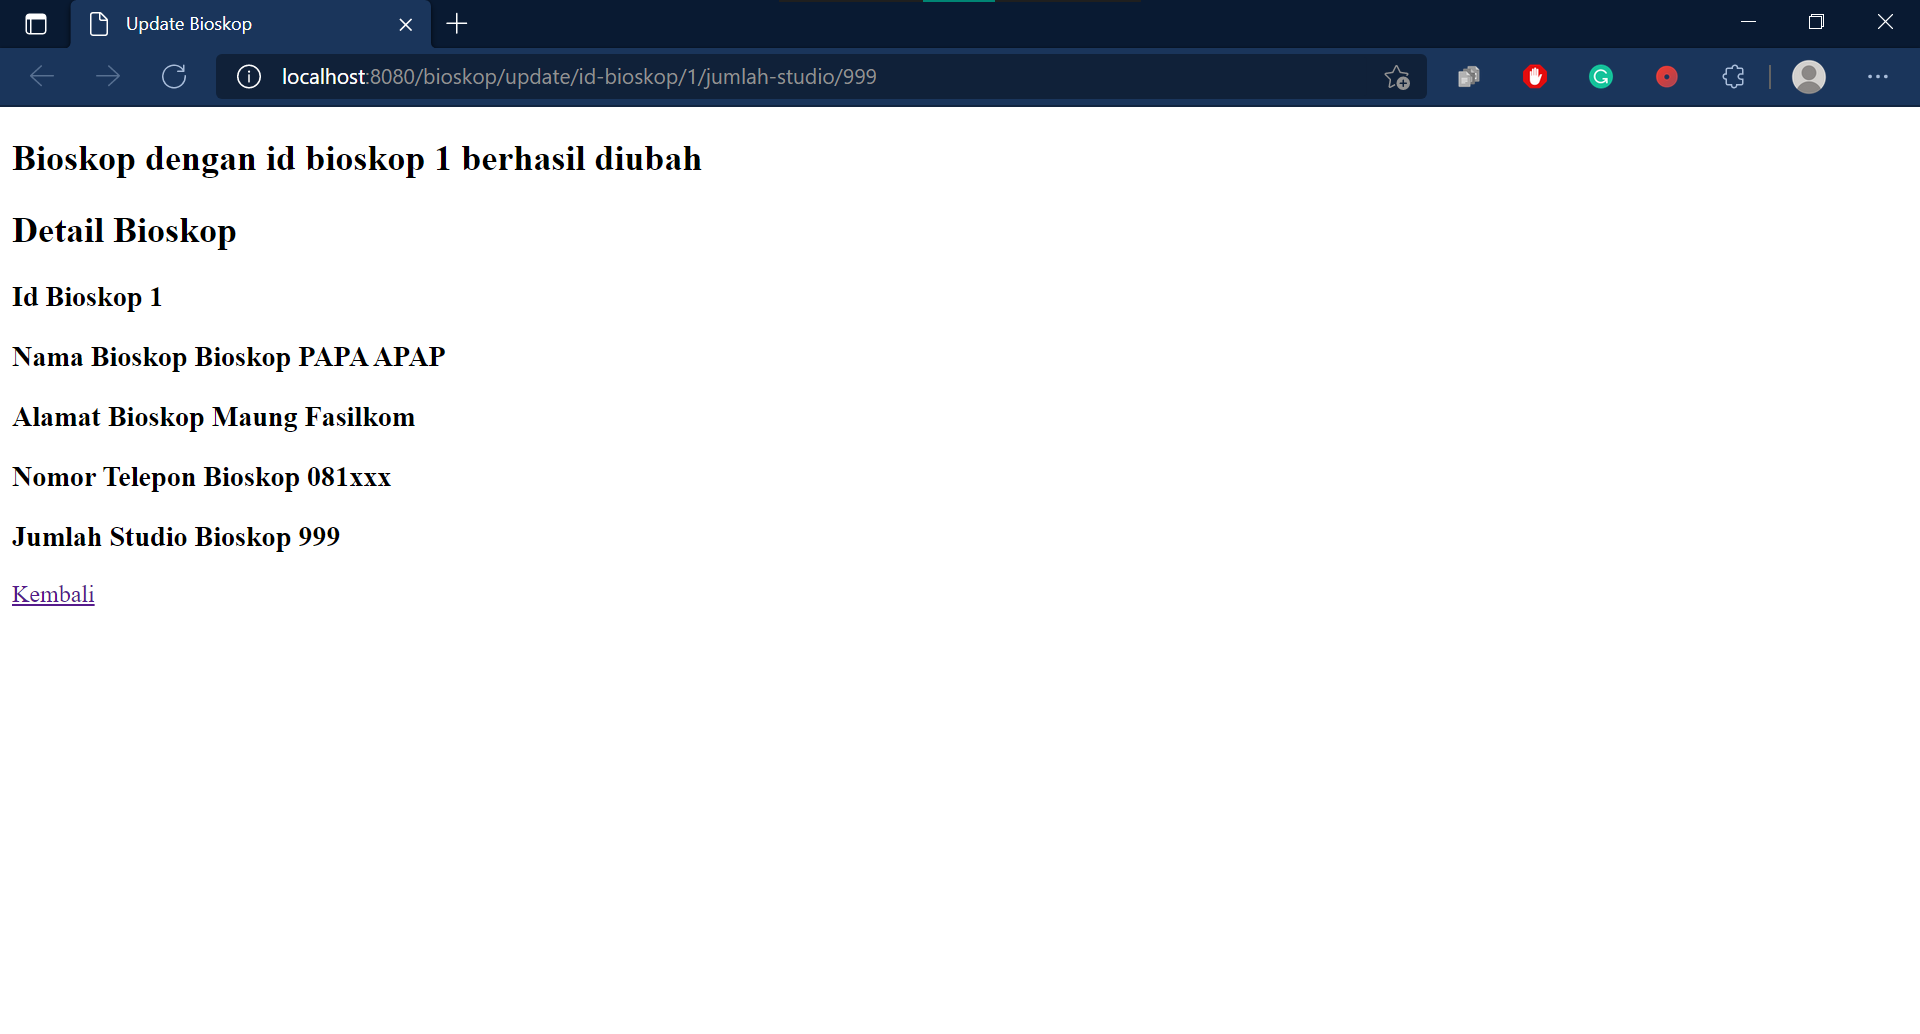 Update Bioskop
localhost:8080/bioskop/update/id-bioskop/1/jumlah-studio/999
Bioskop dengan id bioskop 1 berhasil diubah
Detail Bioskop
Id Bioskop 1
Nama Bioskop Bioskop PAPA APAP
Alamat Bioskop Maung Fasilkom
Nomor Telepon Bioskop 081xxx
Jumlah Studio Bioskop 999
Kembali